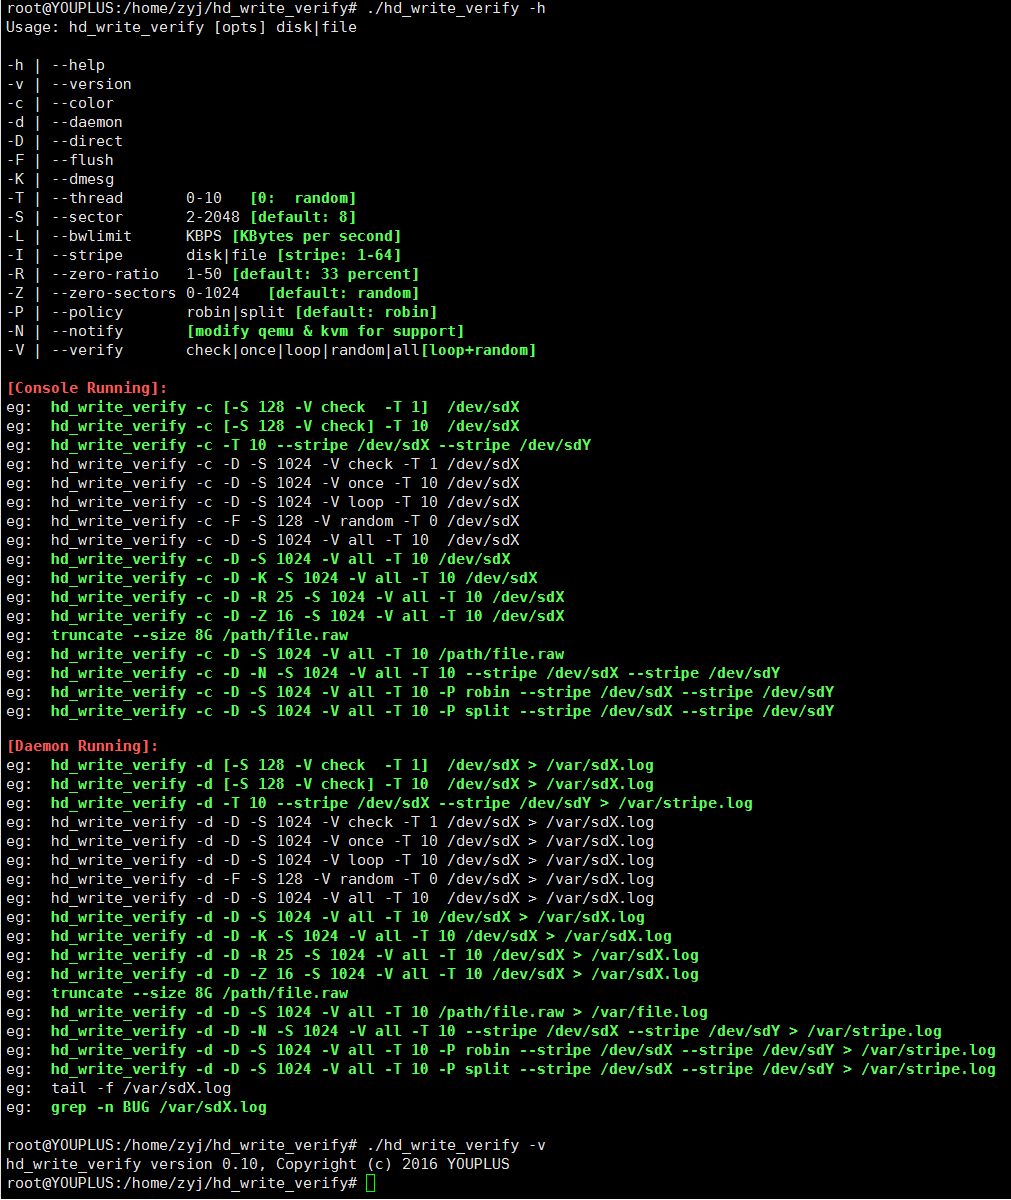 root@YOUPLUS:/home/zyj/hd_write_verify# ./hd_write_verify -h
Usage: hd_write_verify [opts] disk|file
-h | --help
-v | --version
-c | --color
-d | --daemon
-D | --direct
-F | --flush
-K | --dmesg
-T | --thread       0-10   [0:  random]
-S | --sector       2-2048 [default: 8]
-L | --bwlimit      KBPS [KBytes per second]
-I | --stripe       disk|file [stripe: 1-64]
-R | --zero-ratio   1-50 [default: 33 percent]
-Z | --zero-sectors 0-1024   [default: random]
-P | --policy       robin|split [default: robin]
-N | --notify       [modify qemu & kvm for support]
-V | --verify       check|once|loop|random|all[loop+random]
[Console Running]:
eg:  hd_write_verify -c [-S 128 -V check  -T 1]  /dev/sdX
eg:  hd_write_verify -c [-S 128 -V check] -T 10  /dev/sdX
eg:  hd_write_verify -c -T 10 --stripe /dev/sdX --stripe /dev/sdY
eg:  hd_write_verify -c -D -S 1024 -V check -T 1 /dev/sdX
eg:  hd_write_verify -c -D -S 1024 -V once -T 10 /dev/sdX
eg:  hd_write_verify -c -D -S 1024 -V loop -T 10 /dev/sdX
eg:  hd_write_verify -c -F -S 128 -V random -T 0 /dev/sdX
eg:  hd_write_verify -c -D -S 1024 -V all -T 10  /dev/sdX
eg:  hd_write_verify -c -D -S 1024 -V all -T 10 /dev/sdX
eg:  hd_write_verify -c -D -K -S 1024 -V all -T 10 /dev/sdX
eg:  hd_write_verify -c -D -R 25 -S 1024 -V all -T 10 /dev/sdX
eg:  hd_write_verify -c -D -Z 16 -S 1024 -V all -T 10 /dev/sdX
eg:  truncate --size 8G /path/file.raw
eg:  hd_write_verify -c -D -S 1024 -V all -T 10 /path/file.raw
eg:  hd_write_verify -c -D -N -S 1024 -V all -T 10 --stripe /dev/sdX --stripe /dev/sdY
eg:  hd_write_verify -c -D -S 1024 -V all -T 10 -P robin --stripe /dev/sdX --stripe /dev/sdY
eg:  hd_write_verify -c -D -S 1024 -V all -T 10 -P split --stripe /dev/sdX --stripe /dev/sdY
[Daemon Running]:
eg:  hd_write_verify -d [-S 128 -V check  -T 1]  /dev/sdX > /var/sdX.log
eg:  hd_write_verify -d [-S 128 -V check] -T 10  /dev/sdX > /var/sdX.log
eg:  hd_write_verify -d -T 10 --stripe /dev/sdX --stripe /dev/sdY > /var/stripe.log
eg:  hd_write_verify -d -D -S 1024 -V check -T 1 /dev/sdX > /var/sdX.log
eg:  hd_write_verify -d -D -S 1024 -V once -T 10 /dev/sdX > /var/sdX.log
eg:  hd_write_verify -d -D -S 1024 -V loop -T 10 /dev/sdX > /var/sdX.log
eg:  hd_write_verify -d -F -S 128 -V random -T 0 /dev/sdX > /var/sdX.log
eg:  hd_write_verify -d -D -S 1024 -V all -T 10  /dev/sdX > /var/sdX.log
eg:  hd_write_verify -d -D -S 1024 -V all -T 10 /dev/sdX > /var/sdX.log
eg:  hd_write_verify -d -D -K -S 1024 -V all -T 10 /dev/sdX > /var/sdX.log
eg:  hd_write_verify -d -D -R 25 -S 1024 -V all -T 10 /dev/sdX > /var/sdX.log
eg:  hd_write_verify -d -D -Z 16 -S 1024 -V all -T 10 /dev/sdX > /var/sdX.log
eg:  truncate --size 8G /path/file.raw
eg:  hd_write_verify -d -D -S 1024 -V all -T 10 /path/file.raw > /var/file.log
eg:  hd_write_verify -d -D -N -S 1024 -V all -T 10 --stripe /dev/sdX --stripe /dev/sdY > /var/stripe.log
eg:  hd_write_verify -d -D -S 1024 -V all -T 10 -P robin --stripe /dev/sdX --stripe /dev/sdY > /var/stripe.log
eg:  hd_write_verify -d -D -S 1024 -V all -T 10 -P split --stripe /dev/sdX --stripe /dev/sdY > /var/stripe.log
eg:  tail -f /var/sdX.log
eg:  grep -n BUG /var/sdX.log
root@YOUPLUS:/home/zyj/hd_write_verify# ./hd_write_verify -v
hd_write_verify version 0.10, Copyright (c) 2016 YOUPLUS
root@YOUPLUS:/home/zyj/hd_write_verify#